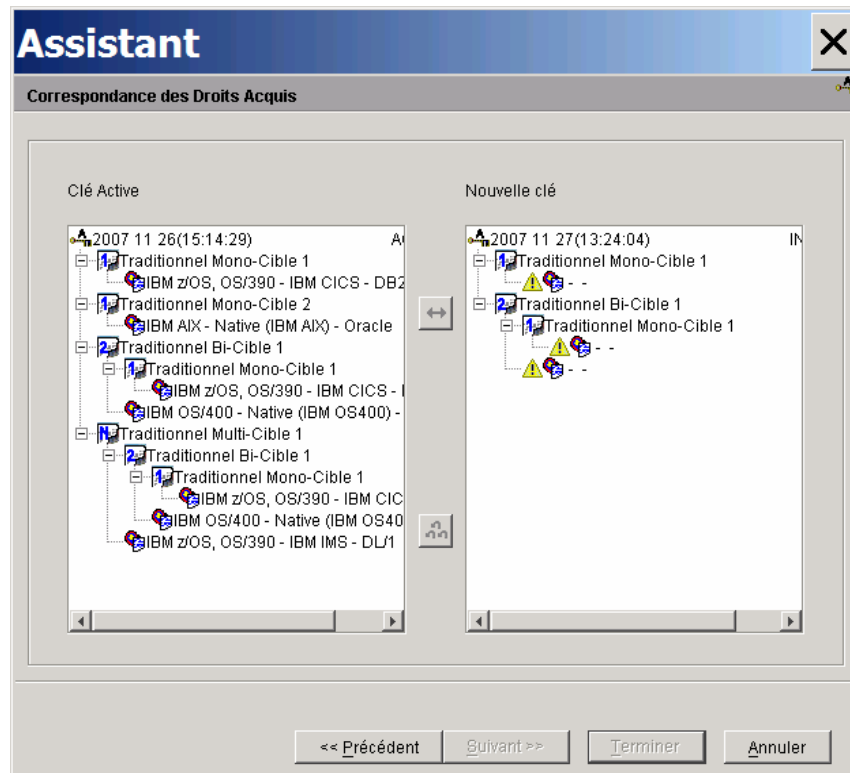 Assistant
Correspondance des Droits Acquis
Clé Active
2007 11 26(15:14:29)
Traditionnel Mono-Cible 1
IBM z/OS, OS/390 - IBM CICS - DB2
Traditionnel Mono-Cible 2
IBM AIX - Native (IBM AIX) - Oracle
Traditionnel Bi-Cible 1
Traditionnel Mono-Cible 1
IBM z/OS, OS/390 - IBM CICS -
IBM OS/400 - Native (IBM OS400) -
Traditionnel Multi-Cible 1
Traditionnel Bi-Cible 1
Traditionnel Mono-Cible 1
IBM z/OS, OS/390 - IBM CIC
IBM OS/400 - Native (IBM OS40
IBM z/OS, OS/390 - IBM IMS - DL/1
Nouvelle clé
2007 11 27(13:24:04) IN
Traditionnel Mono-Cible 1
- -
Traditionnel Bi-Cible 1
Traditionnel Mono-Cible 1
- -
- -
<< Précédent
Suivant >>
Terminer
Annuler